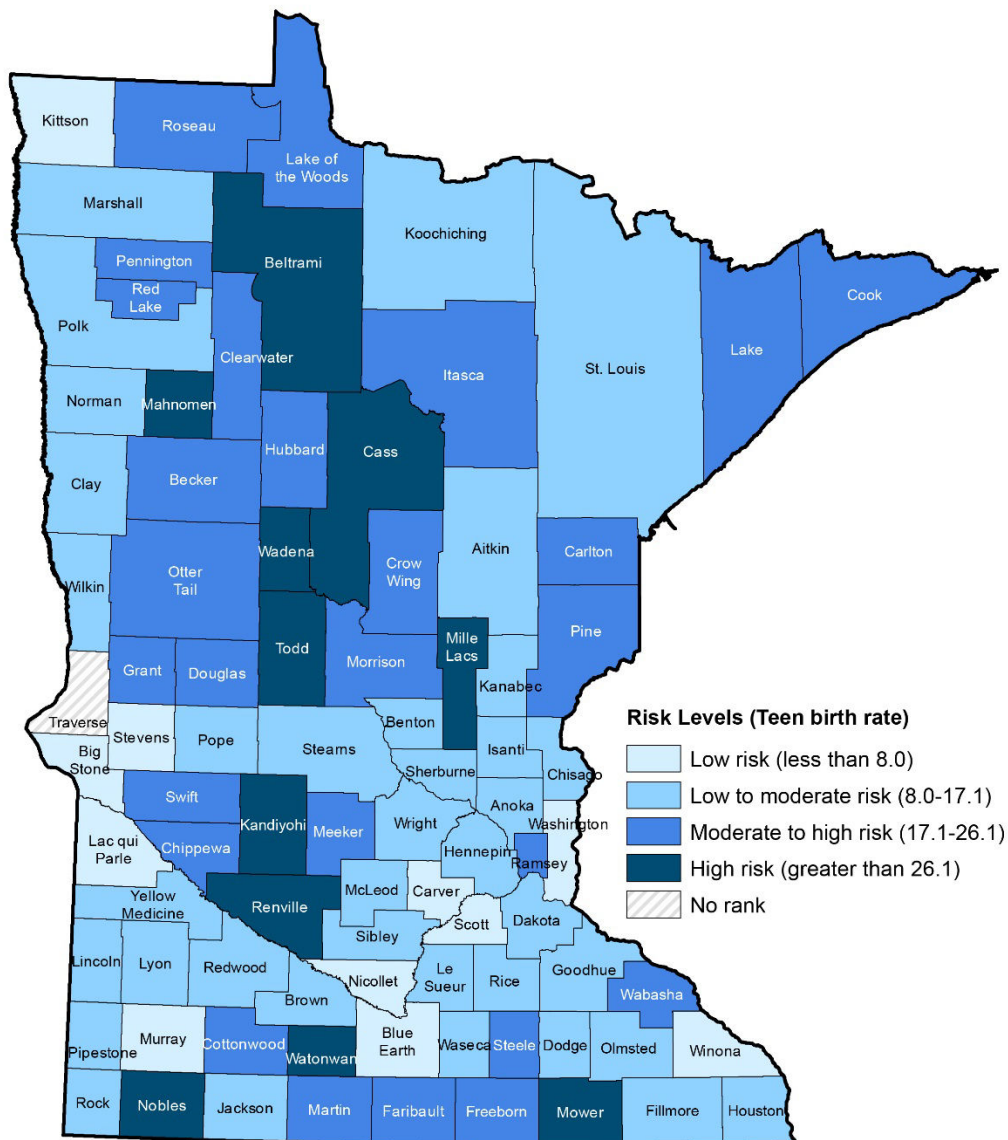 Kittson
Roseau
Lake of
the Woods
Marshall
Koochiching
Beltrami
Pennington
Red
Lake
Cook
Polk
Clearwater
Lake
Itasca
St. Louis
Norman
Mahnomen
Hubbard
Cass
Becker
Clay
Aitkin
Wadena
Carlton
Crow
Wing
Otter
Tail
Wilkin
Pine
Mille
Lacs
Todd
Morrison
Grant
Douglas
Kanabec
Traverse
Benton
Stevens
Pope
Stearns
Isanti
Big
Stone
Sherburne
Chisago
Swift
Anoka
Kandiyohi
Meeker
Wright
Washington
Lac qui
Parle
Chippewa
Hennepin
Ramsey
McLeod
Carver
Yellow
Medicine
Renville
Scott
Dakota
Sibley
Lincoln
Lyon
Redwood
Nicollet
Le
Sueur
Rice
Goodhue
Brown
Wabasha
Murray
Cottonwood
Blue
Earth
Pipestone
Watonwan
Waseca
Steele
Dodge
Olmsted
Winona
Rock
Nobles
Jackson
Martin
Faribault
Freeborn
Mower
Fillmore
Houston
Risk Levels (Teen birth rate)
Low risk (less than 8.0)
Low to moderate risk (8.0-17.1)
Moderate to high risk (17.1-26.1)
High risk (greater than 26.1)
No rank